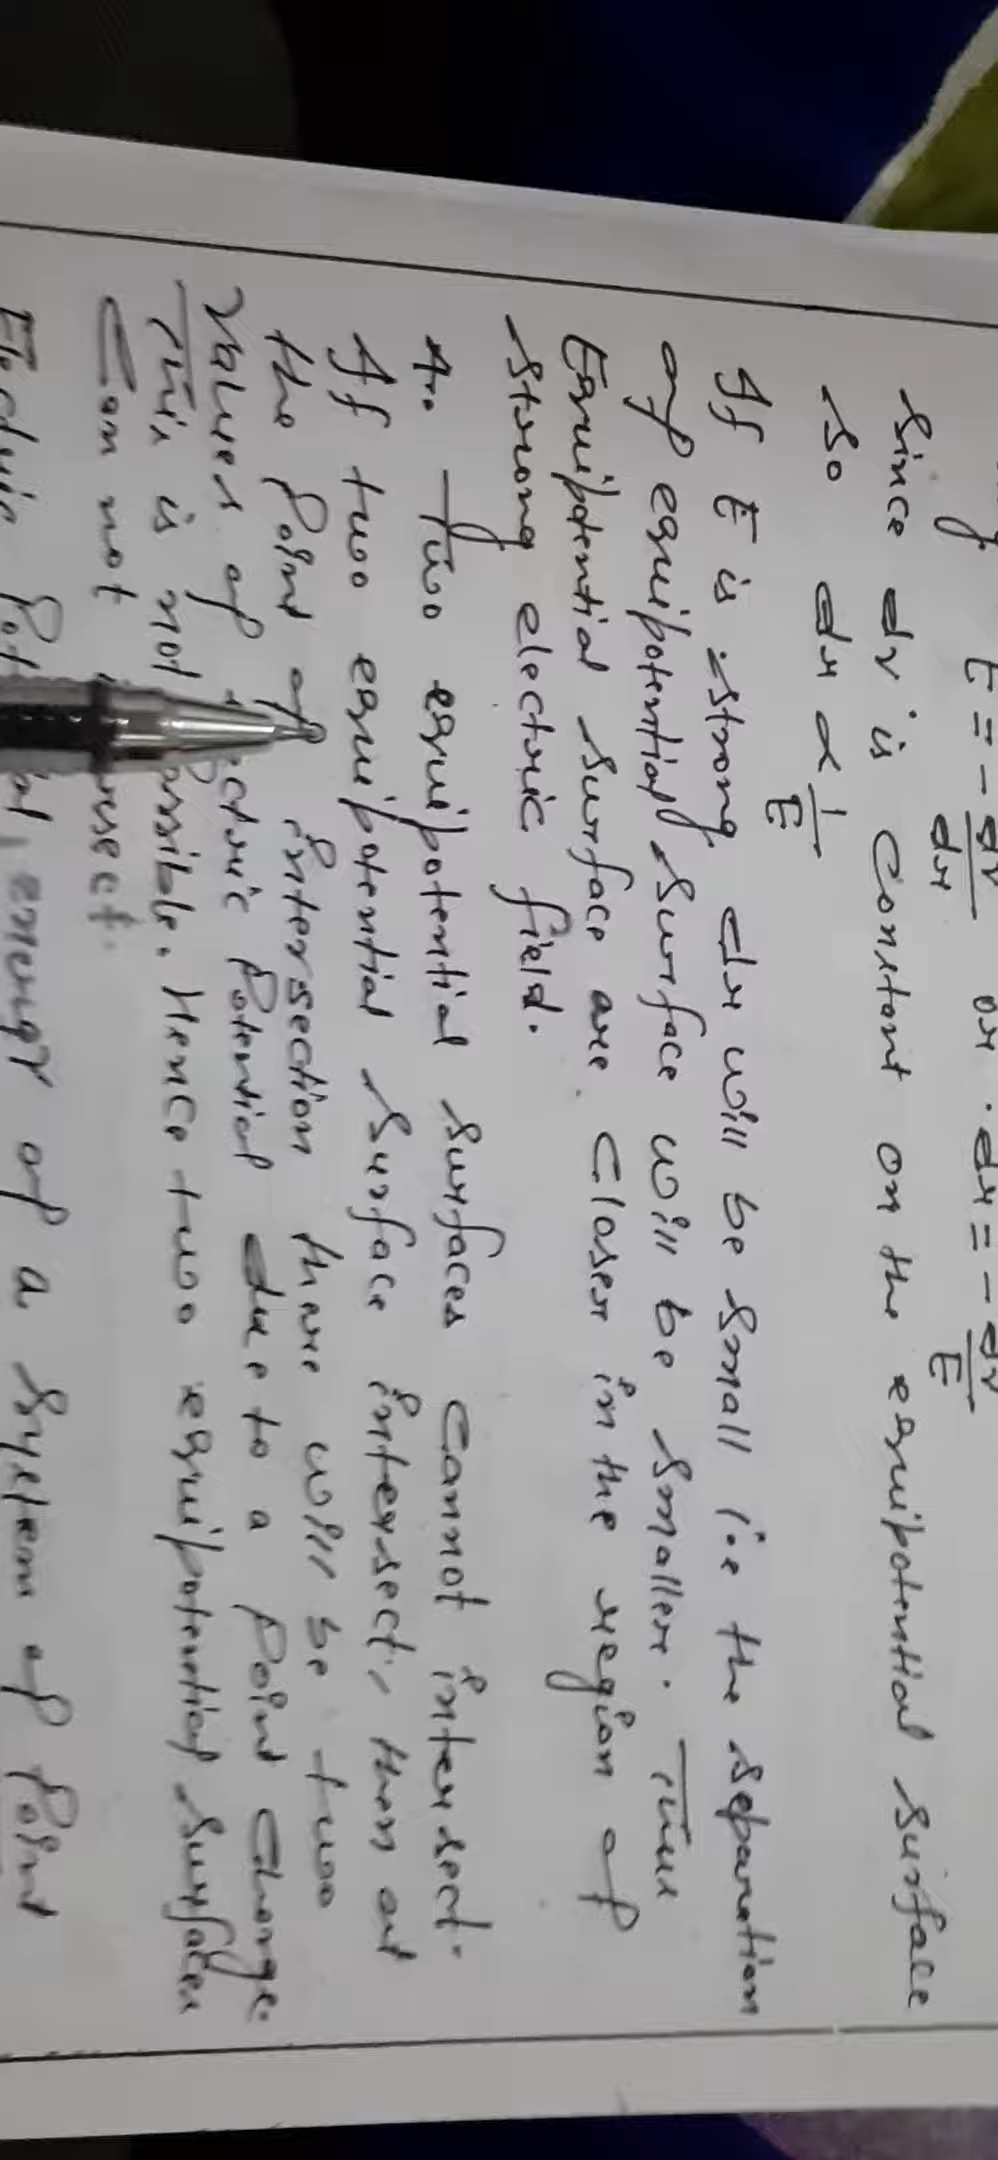 E = - dv/dr or dr = - dv/E
Since dv is constant on the equipotential surface
So dr ∝ 1/E
If E is strong, dr will be small i.e the separation
of equipotential surface will be smaller. Thus
Equipotential surface are closer in the region of
strong electric field.
4. Two equipotential surfaces cannot intersect.
If two equipotential surface intersect, then at
the point of intersection there will be two
values of electric potential due to a point charge.
This is not possible. Hence two equipotential surfaces
can not
energy of a system of point